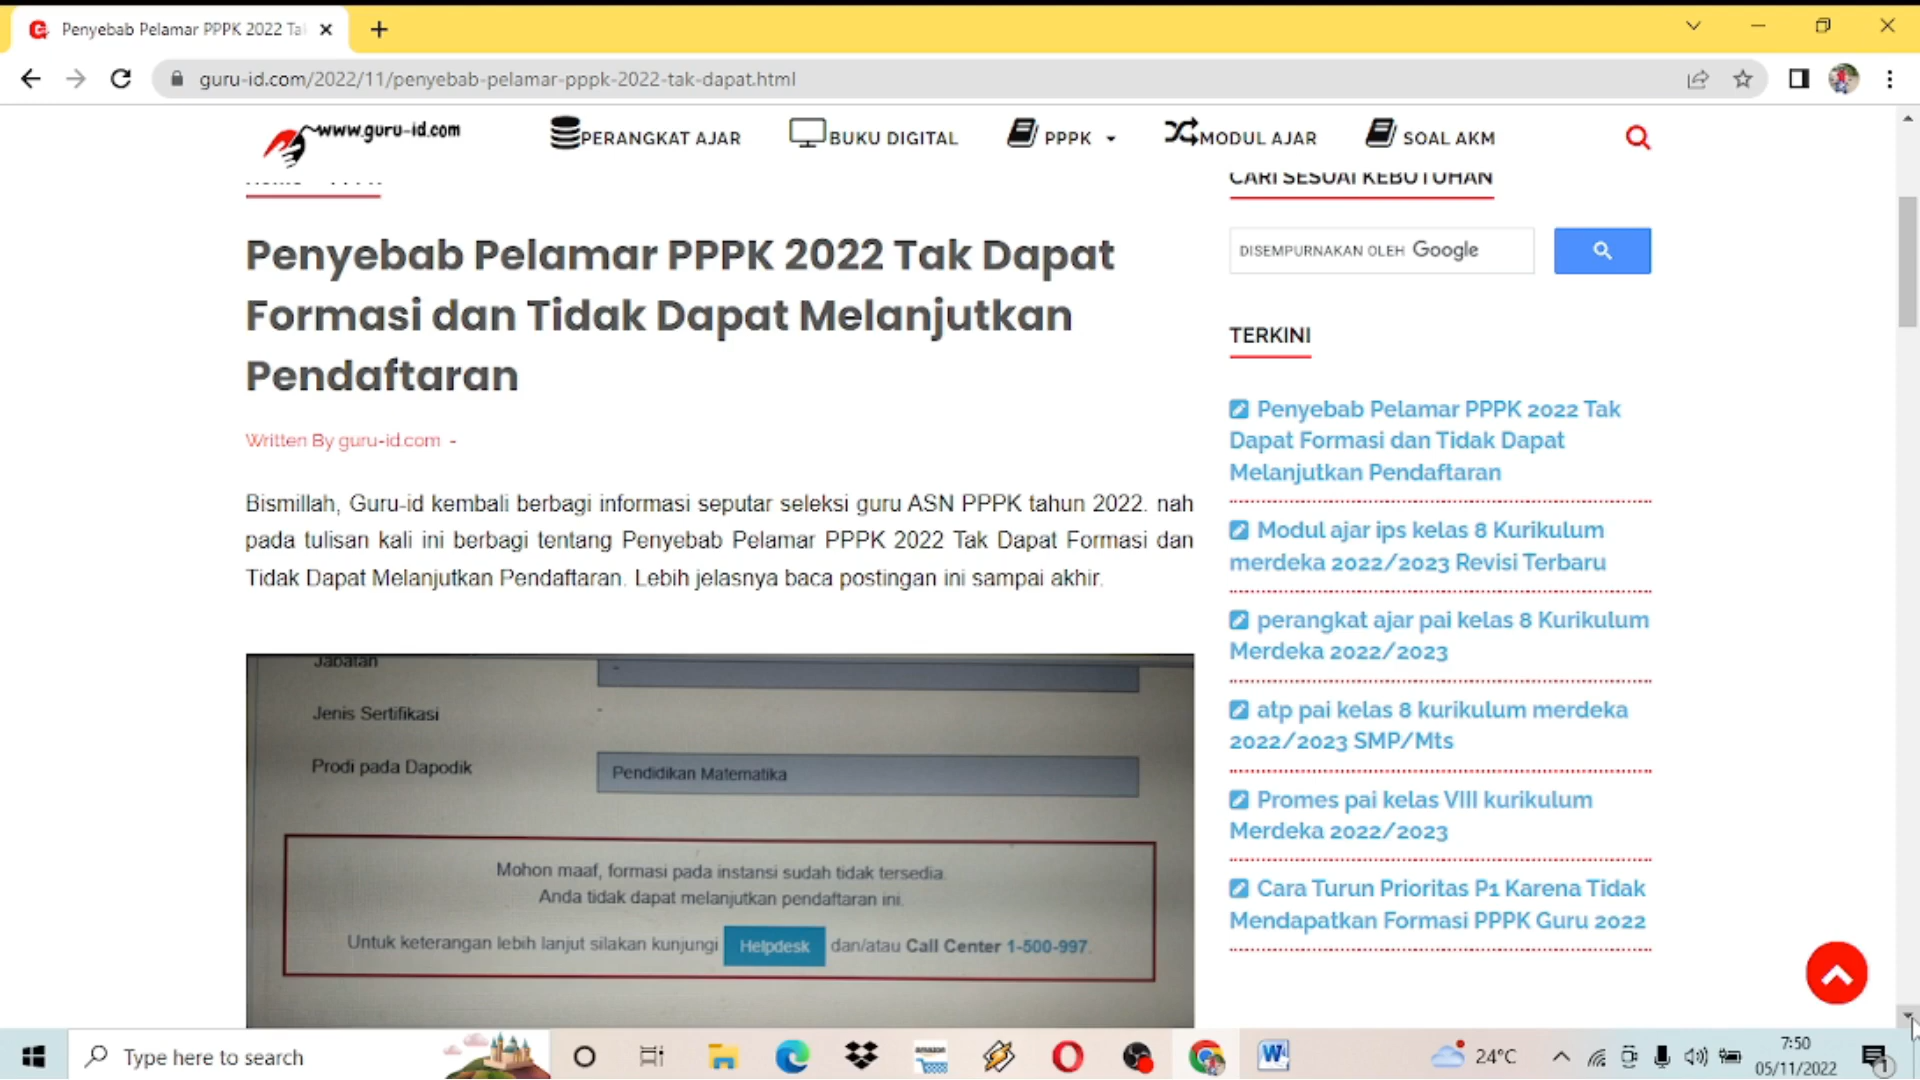 Penyebab Pelamar PPPK 2022 Ta
guru-id.com/2022/11/penyebab-pelamar-pppk-2022-tak-dapat.html
www.guru-id.com
PERANGKAT AJAR
BUKU DIGITAL
PPPK
MODUL AJAR
SOAL AKM
CARI SESUAI KEBUTUHAN
Penyebab Pelamar PPPK 2022 Tak Dapat
Formasi dan Tidak Dapat Melanjutkan
Pendaftaran
Written By guru-id.com -
Bismillah, Guru-id kembali berbagi informasi seputar seleksi guru ASN PPPK tahun 2022. nah
pada tulisan kali ini berbagi tentang Penyebab Pelamar PPPK 2022 Tak Dapat Formasi dan
Tidak Dapat Melanjutkan Pendaftaran. Lebih jelasnya baca postingan ini sampai akhir.
Jabatan
-
Jenis Sertifikasi
-
Prodi pada Dapodik
Pendidikan Matematika
Mohon maaf, formasi pada instansi sudah tidak tersedia.
Anda tidak dapat melanjutkan pendaftaran ini.
Untuk keterangan lebih lanjut silakan kunjungi Helpdesk dan/atau Call Center 1-500-997.
DISEMPURNAKAN OLEH Google
TERKINI
Penyebab Pelamar PPPK 2022 Tak
Dapat Formasi dan Tidak Dapat
Melanjutkan Pendaftaran
Modul ajar ips kelas 8 Kurikulum
merdeka 2022/2023 Revisi Terbaru
perangkat ajar pai kelas 8 Kurikulum
Merdeka 2022/2023
atp pai kelas 8 kurikulum merdeka
2022/2023 SMP/Mts
Promes pai kelas VIII kurikulum
Merdeka 2022/2023
Cara Turun Prioritas P1 Karena Tidak
Mendapatkan Formasi PPPK Guru 2022
Type here to search
amazon
W
24°C
7:50
05/11/2022
1